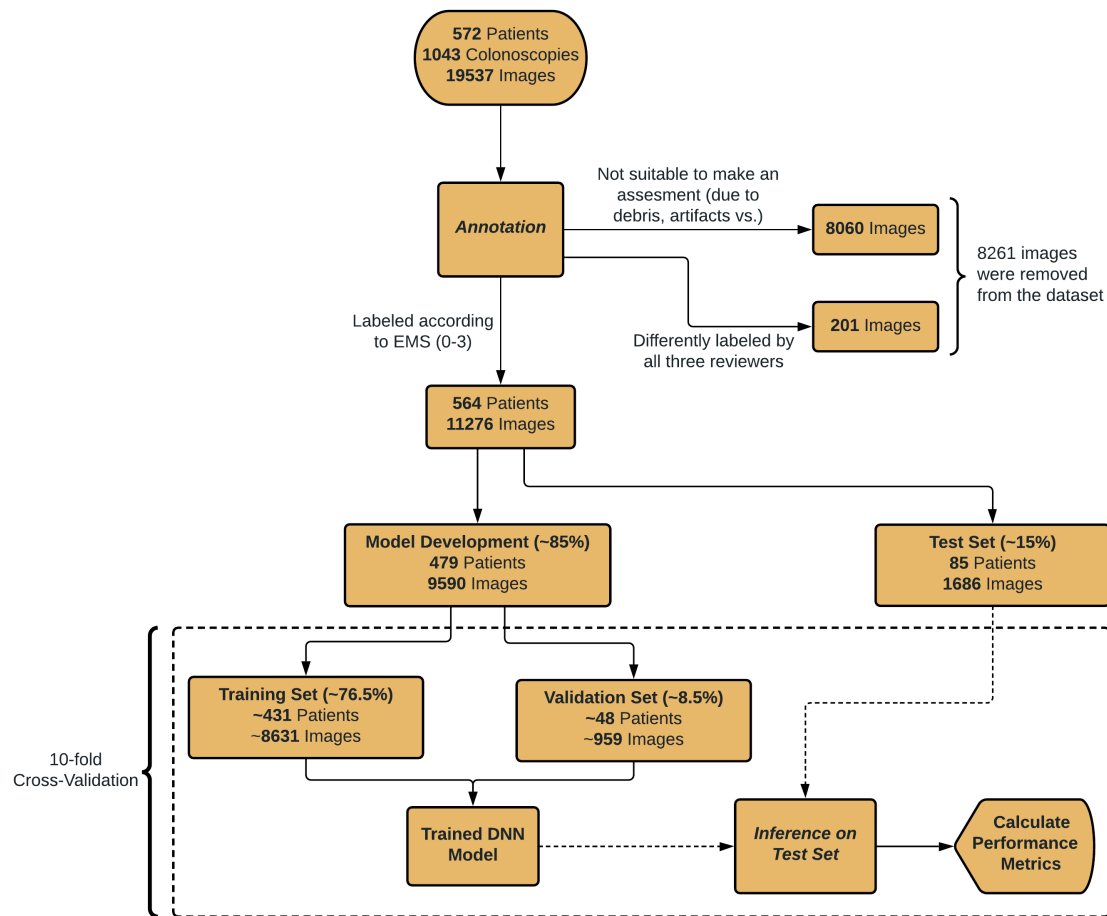 572 Patients
1043 Colonoscopies
19537 Images
Annotation
Not suitable to make an
assesment (due to
debris, artifacts vs.)
8060 Images
8261 images
were removed
from the dataset
201 Images
Differently labeled by
all three reviewers
Labeled according
to EMS (0-3)
564 Patients
11276 Images
Model Development (~85%)
479 Patients
9590 Images
Test Set (~15%)
85 Patients
1686 Images
Training Set (~76.5%)
~431 Patients
~8631 Images
Validation Set (~8.5%)
~48 Patients
~959 Images
10-fold
Cross-Validation
Trained DNN
Model
Inference on
Test Set
Calculate
Performance
Metrics